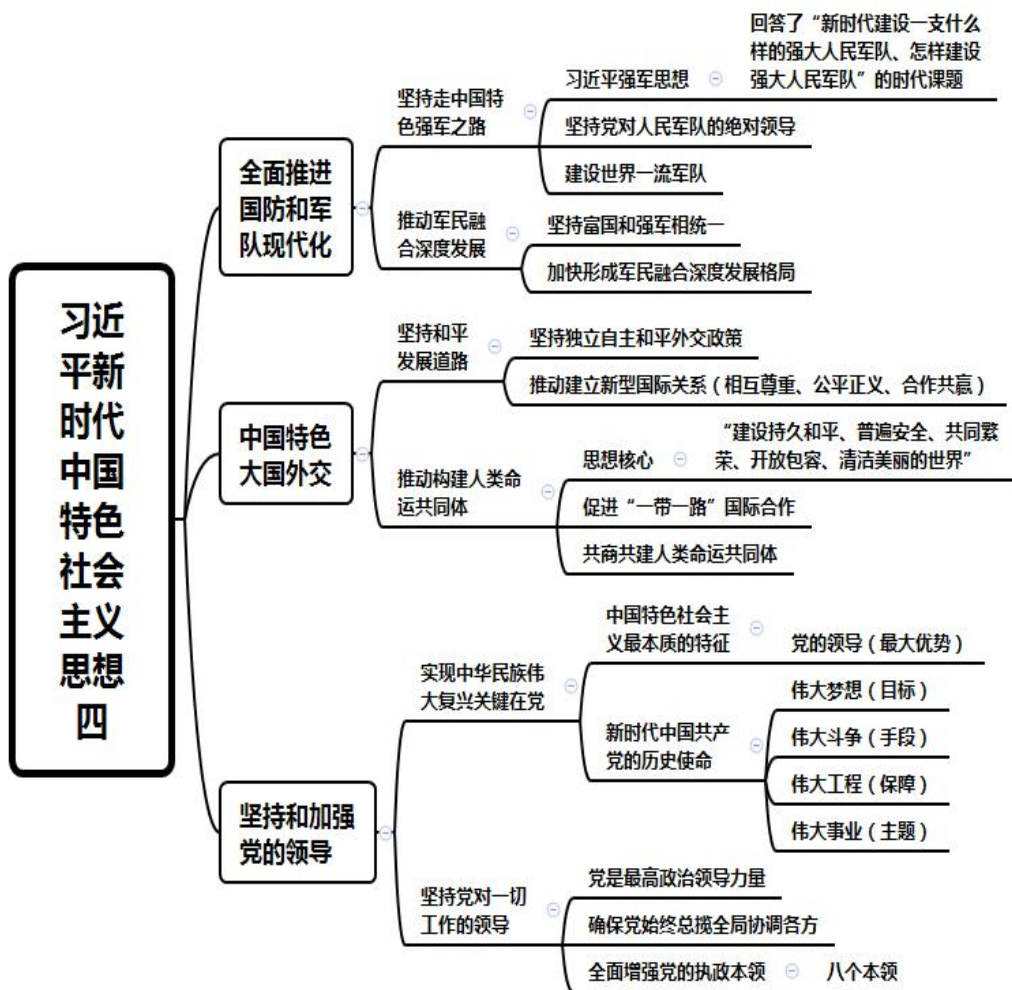 习近
平新
时代
中国
特色
社会
主义
思想
四
全面推进
国防和军
队现代化
坚持走中国特
色强军之路
习近平强军思想
回答了“新时代建设一支什么
样的强大人民军队、怎样建设
强大人民军队”的时代课题
坚持党对人民军队的绝对领导
建设世界一流军队
推动军民融
合深度发展
坚持富国和强军相统一
加快形成军民融合深度发展格局
中国特色
大国外交
坚持和平
发展道路
坚持独立自主和平外交政策
推动建立新型国际关系（相互尊重、公平正义、合作共赢）
推动构建人类命
运共同体
思想核心
“建设持久和平、普遍安全、共同繁
荣、开放包容、清洁美丽的世界”
促进“一带一路”国际合作
共商共建人类命运共同体
坚持和加强
党的领导
实现中华民族伟
大复兴关键在党
中国特色社会主
义最本质的特征
党的领导（最大优势）
新时代中国共产
党的历史使命
伟大梦想（目标）
伟大斗争（手段）
伟大工程（保障）
伟大事业（主题）
坚持党对一切
工作的领导
党是最高政治领导力量
确保党始终总揽全局协调各方
全面增强党的执政本领
八个本领